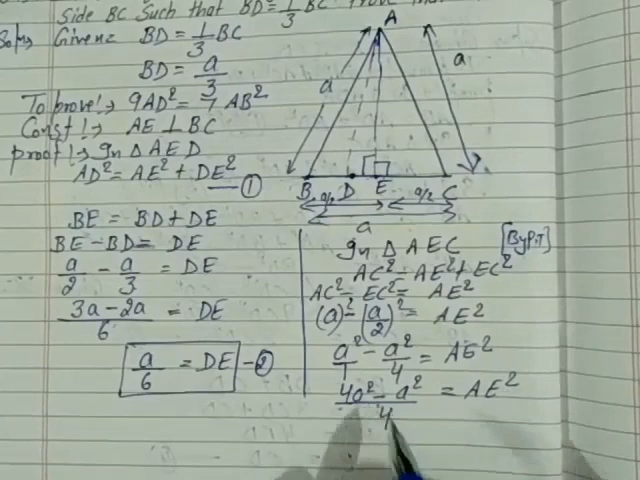 side BC Such that BD = 1/3 BC
Soln, Given: BD = 1/3 BC
BD = a/3
To prove!→ 9AD² = 7 AB²
Const!→ AE ⊥ BC
proof!→ In Δ AED
AD² = AE² + DE² —①
BE = BD + DE
BE - BD = DE
a/2 - a/3 = DE
3a - 2a / 6 = DE
a/6 = DE -②
A
a
a
B D E C
a/2
a
In Δ AEC [By P.T]
AC² = AE² + EC²
AC² - EC² = AE²
(a)² - (a/2)² = AE²
a²/1 - a²/4 = AE²
4a² - a² / 4 = AE²